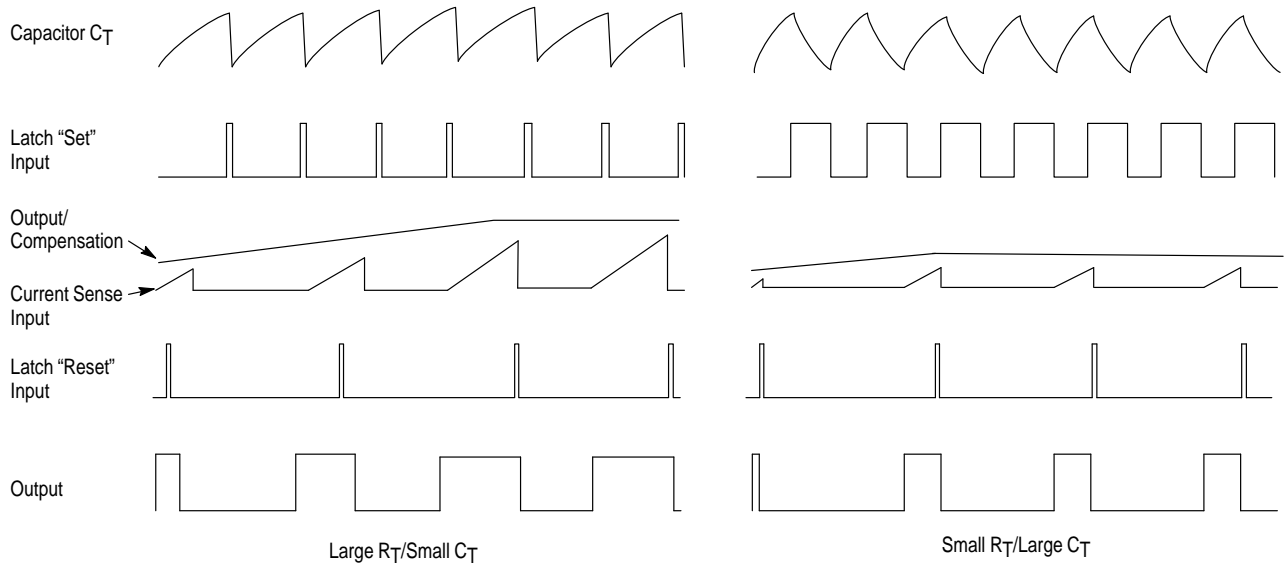 Capacitor CT
Latch “Set”
Input
Output/
Compensation
Current Sense
Input
Latch “Reset”
Input
Output
Large RT/Small CT
Small RT/Large CT